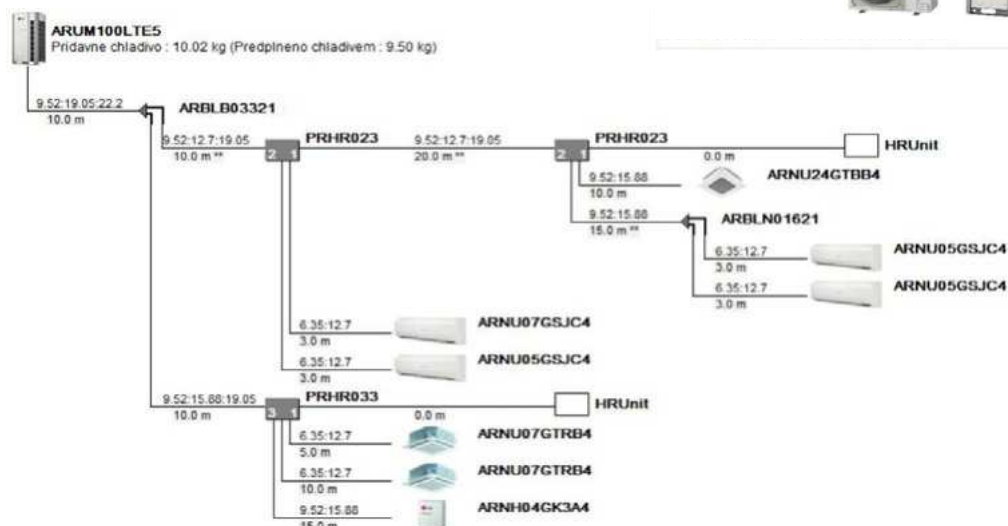 ARUM100LTE5
Pridavne chladivo : 10.02 kg (Predplneno chladivem : 9.50 kg)
9.52:19.05:22.2
10.0 m
ARBLB03321
9.52:12.7:19.05
10.0 m **
2 1
PRHR023
9.52:12.7:19.05
20.0 m **
2 1
PRHR023
0.0 m
HRUnit
9.52:15.88
10.0 m
ARNU24GTBB4
9.52:15.88
15.0 m **
ARBLN01621
6.35:12.7
3.0 m
ARNU05GSJC4
6.35:12.7
3.0 m
ARNU05GSJC4
6.35:12.7
3.0 m
ARNU07GSJC4
6.35:12.7
3.0 m
ARNU05GSJC4
9.52:15.88:19.05
10.0 m
3 1
PRHR033
0.0 m
HRUnit
6.35:12.7
5.0 m
ARNU07GTRB4
6.35:12.7
10.0 m
ARNU07GTRB4
9.52:15.88
15.0 m
ARNH04GK3A4